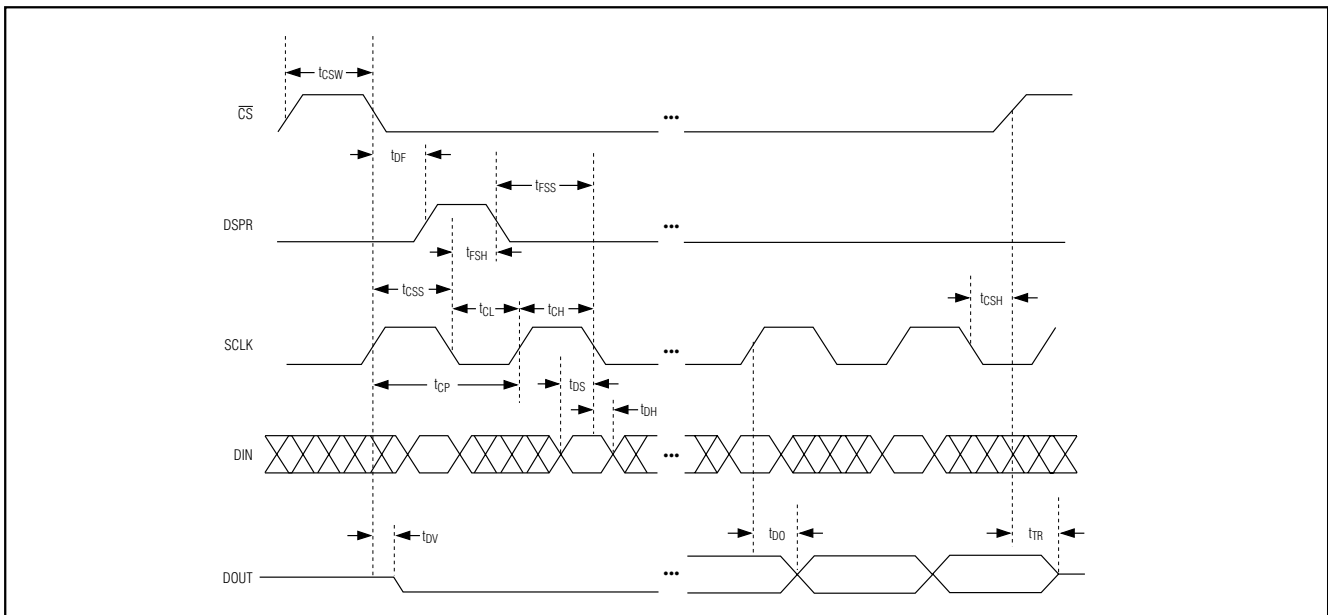 tCSW
CS
•••
tDF
tFSS
DSPR
•••
tFSH
tCSS
tCL
tCH
tCSH
SCLK
•••
tCP
tDS
tDH
DIN
•••
tDV
tDO
tTR
DOUT
•••